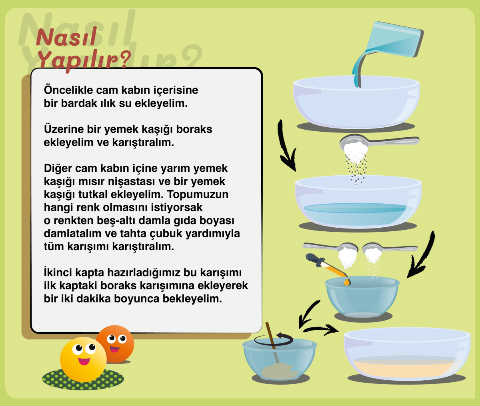 Nasıl
Yapılır?
Öncelikle cam kabın içerisine
bir bardak ılık su ekleyelim.
Üzerine bir yemek kaşığı boraks
ekleyelim ve karıştıralım.
Diğer cam kabın içine yarım yemek
kaşığı mısır nişastası ve bir yemek
kaşığı tutkal ekleyelim. Topumuzun
hangi renk olmasını istiyorsak
o renkten beş-altı damla gıda boyası
damlatalım ve tahta çubuk yardımıyla
tüm karışımı karıştıralım.
İkinci kapta hazırladığımız bu karışımı
ilk kaptaki boraks karışımına ekleyerek
bir iki dakika boyunca bekleyelim.